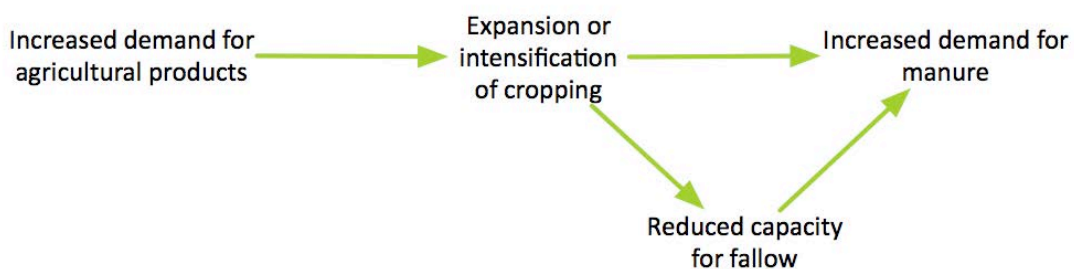 Increased demand for
agricultural products
Expansion or
intensification
of cropping
Increased demand for
manure
Reduced capacity
for fallow